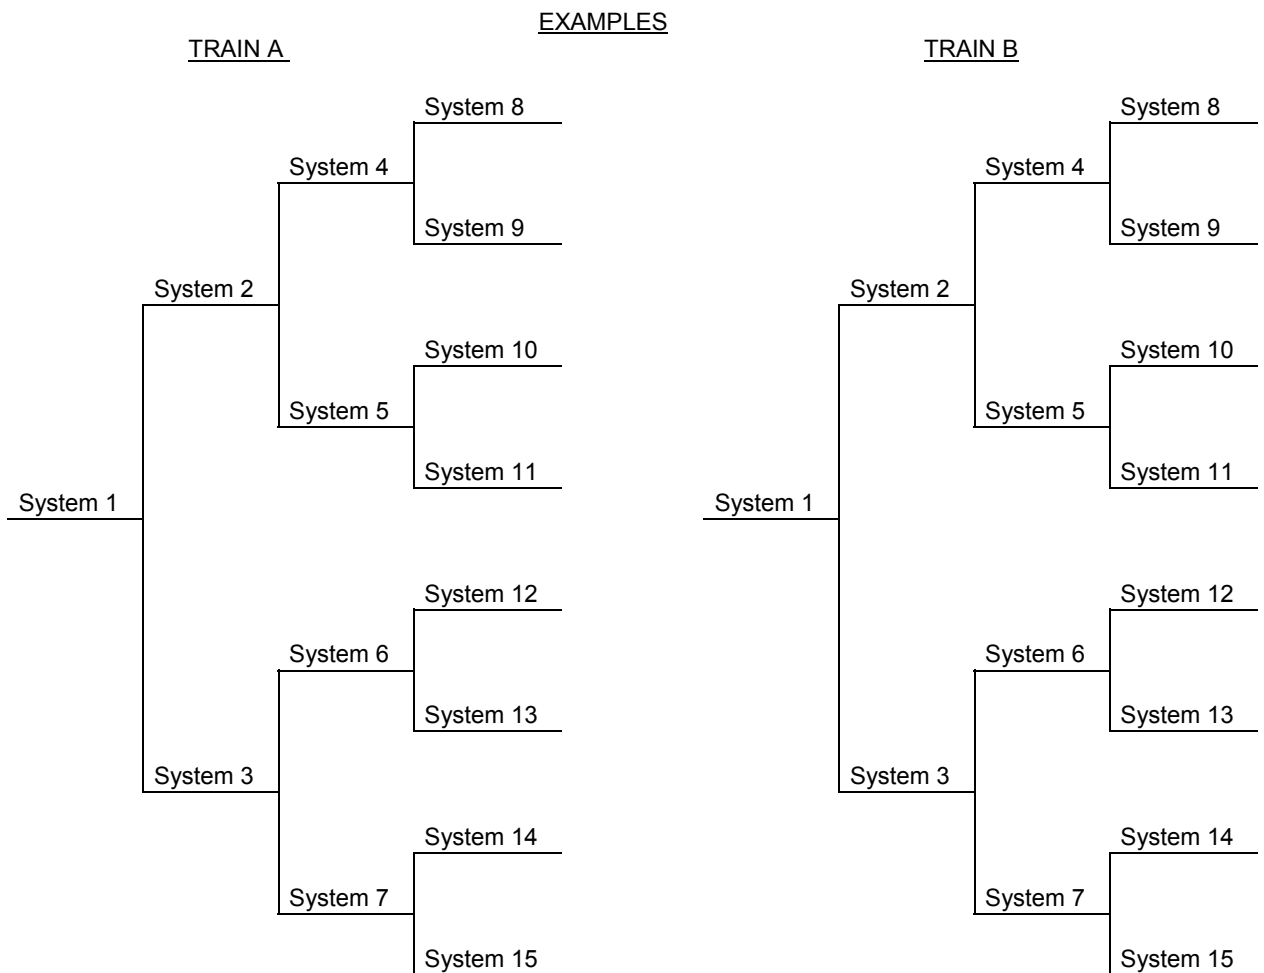 EXAMPLES
TRAIN A
TRAIN B
System 8
System 8
System 4
System 4
System 9
System 9
System 2
System 2
System 10
System 10
System 5
System 5
System 11
System 11
System 1
System 1
System 12
System 12
System 6
System 6
System 13
System 13
System 3
System 3
System 14
System 14
System 7
System 7
System 15
System 15